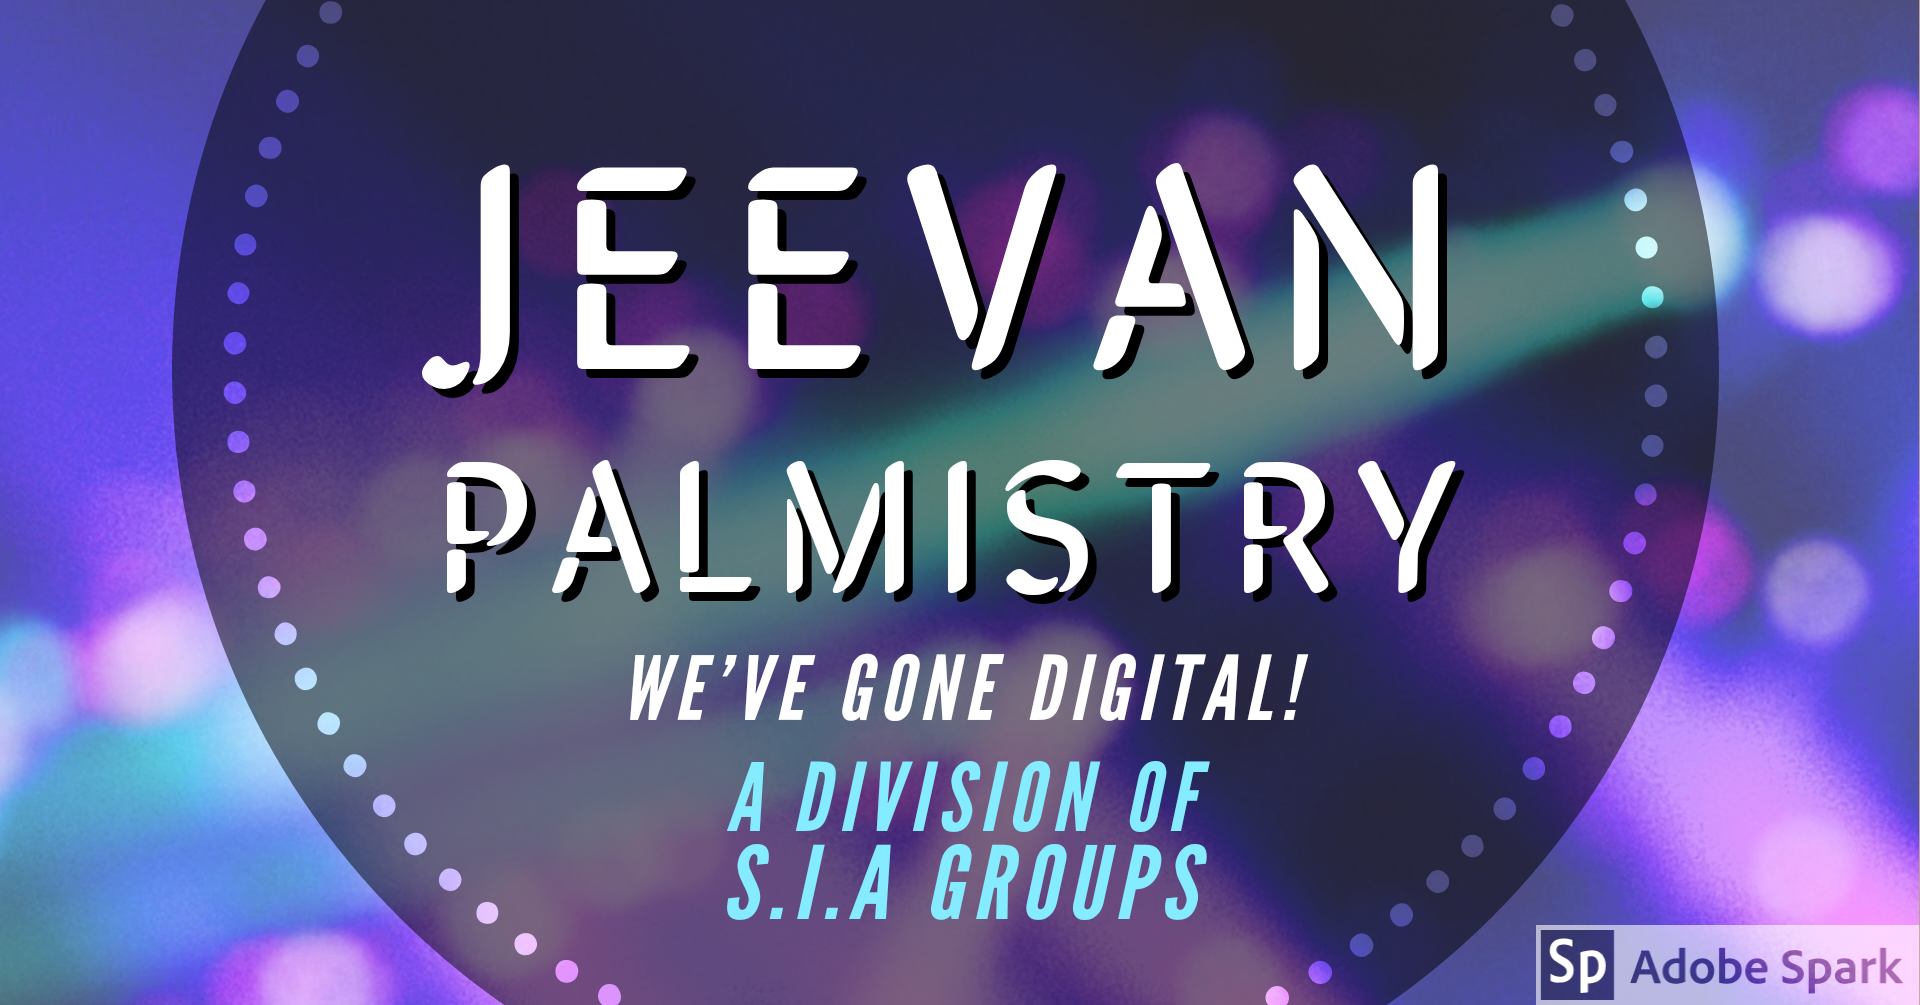 JEEVAN
PALMISTRY
WE'VE GONE DIGITAL!
A DIVISION OF
S.I.A GROUPS
Sp Adobe Spark